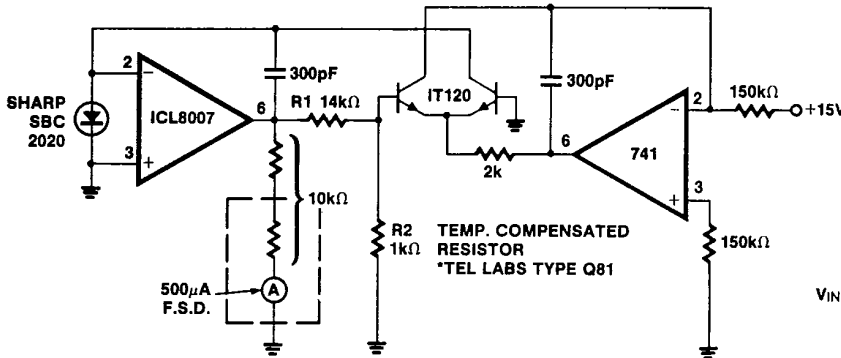 2
ICL8007
6
3
SHARP
SBC
2020
300pF
R1 14kΩ
10kΩ
500μA
F.S.D.
A
R2
1kΩ
IT120
2k
300pF
741
2
6
3
150kΩ
+15V
150kΩ
TEMP. COMPENSATED
RESISTOR
*TEL LABS TYPE Q81
VIN